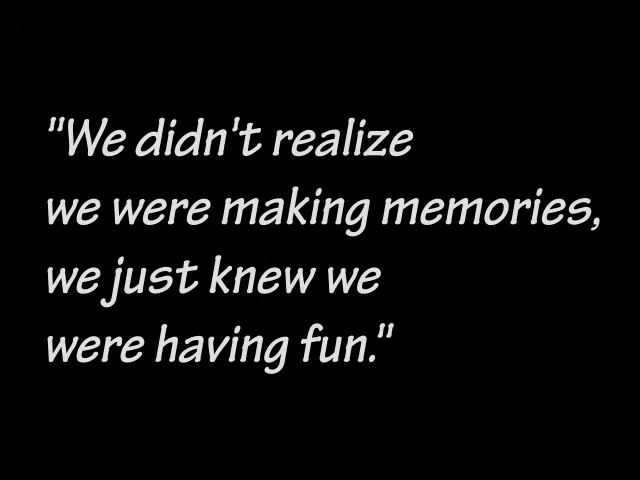 "We didn't realize
we were making memories,
we just knew we
were having fun."